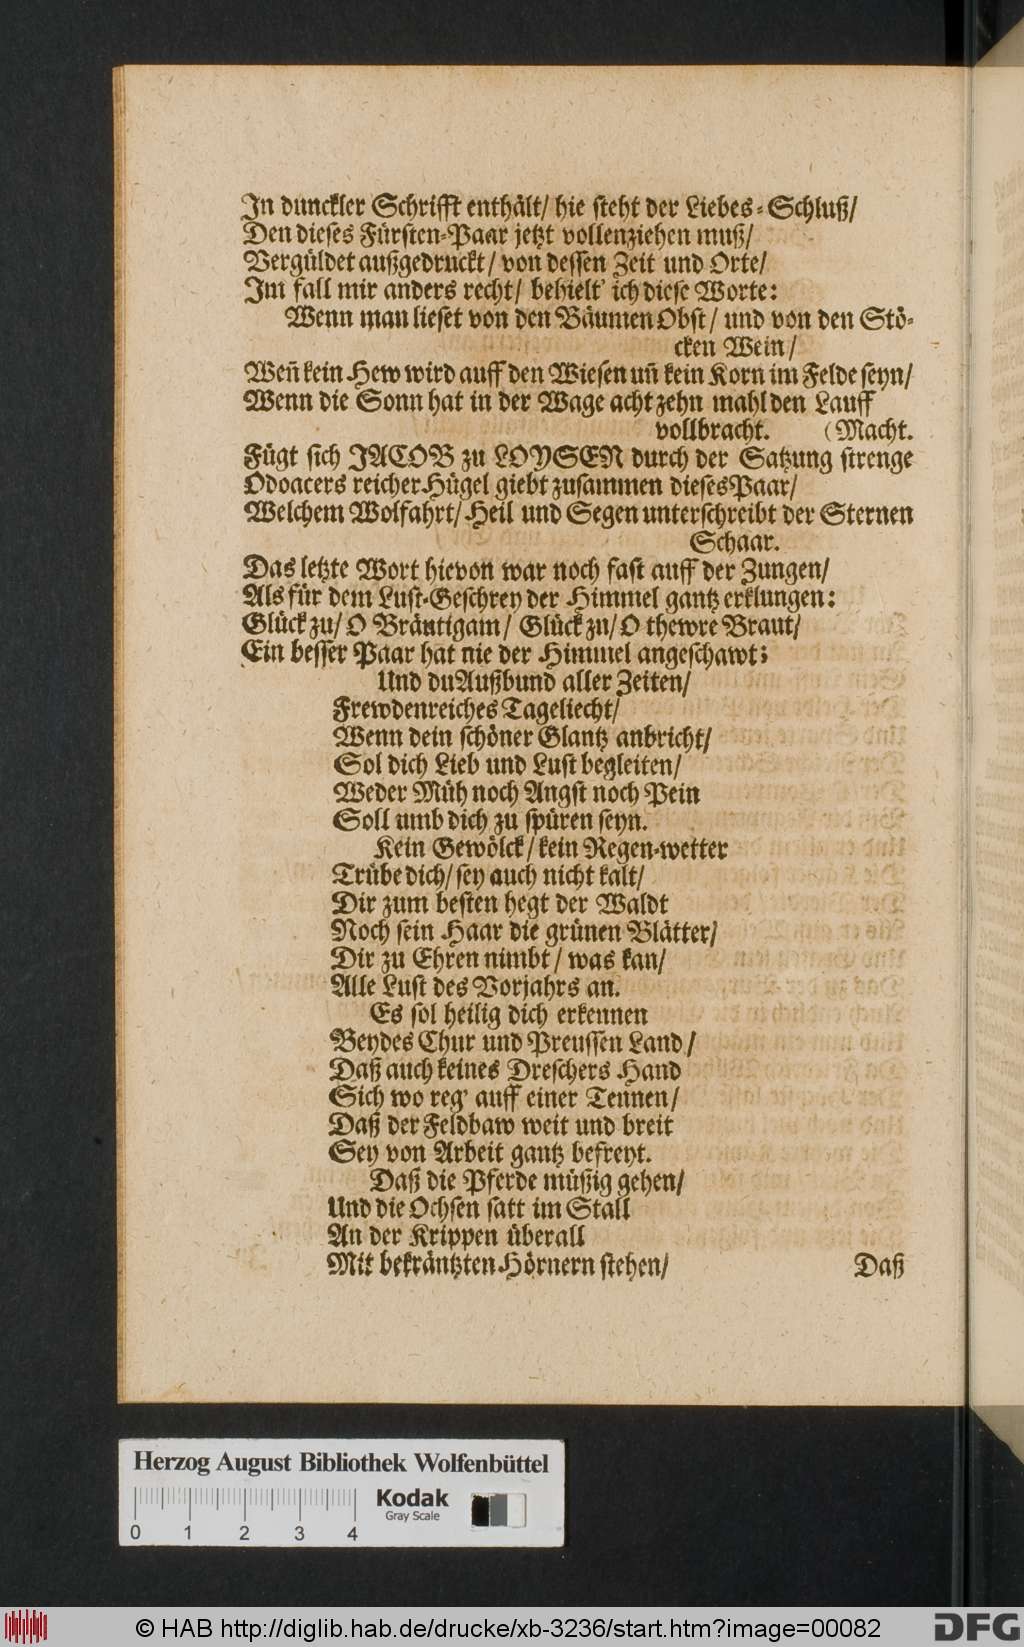 In dunckler Schrifft enthält/ hie steht der Liebes-Schluß/
Den dieses Fürsten-Paar jetzt vollenziehen muß/
Vergüldet außgedruckt/ von dessen Zeit und Orte/
Im fall mir anders recht/ behielt' ich diese Worte:
Wenn man lieset von den Bäumen Obst/ und von den Stö-
cken Wein/
Weñ kein Hew wird auff den Wiesen uñ kein Korn im Felde seyn/
Wenn die Sonn hat in der Wage acht zehn mahl den Lauff
vollbracht. (Macht.
Fügt sich JACOB zu LOYSEN durch der Satzung strenge
Odoacers reicher Hügel giebt zusammen dieses Paar/
Welchem Wolfahrt/ Heil und Segen unterschreibt der Sternen
Schaar.
Das letzte Wort hievon war noch fast auff der Zungen/
Als für dem Lust-Geschrey der Himmel gantz erklungen:
Glück zu/ O Bräutigam/ Glück zu/ O thewre Braut/
Ein besser Paar hat nie der Himmel angeschawt;
Und du Außbund aller Zeiten/
Frewdenreiches Tageliecht/
Wenn dein schöner Glantz anbricht/
Sol dich Lieb und Lust begleiten/
Weder Müh noch Angst noch Pein
Soll umb dich zu spüren seyn.
Kein Gewölck/ kein Regen-wetter
Trübe dich/ sey auch nicht kalt/
Dir zum besten hegt der Waldt
Noch sein Haar die grünen Blätter/
Dir zu Ehren nimbt/ was kan/
Alle Lust des Vorjahrs an.
Es sol heilig dich erkennen
Beydes Chur und Preussen Land/
Daß auch keines Dreschers Hand
Sich wo reg' auff einer Tennen/
Daß der Feldbaw weit und breit
Sey von Arbeit gantz befreyt.
Daß die Pferde müßig gehen/
Und die Ochsen satt im Stall
An der Krippen überall
Mit bekräntzten Hörnern stehen/
Daß
Herzog August Bibliothek Wolfenbüttel
Kodak
Gray Scale
0 1 2 3 4
© HAB http://diglib.hab.de/drucke/xb-3236/start.htm?image=00082
DFG